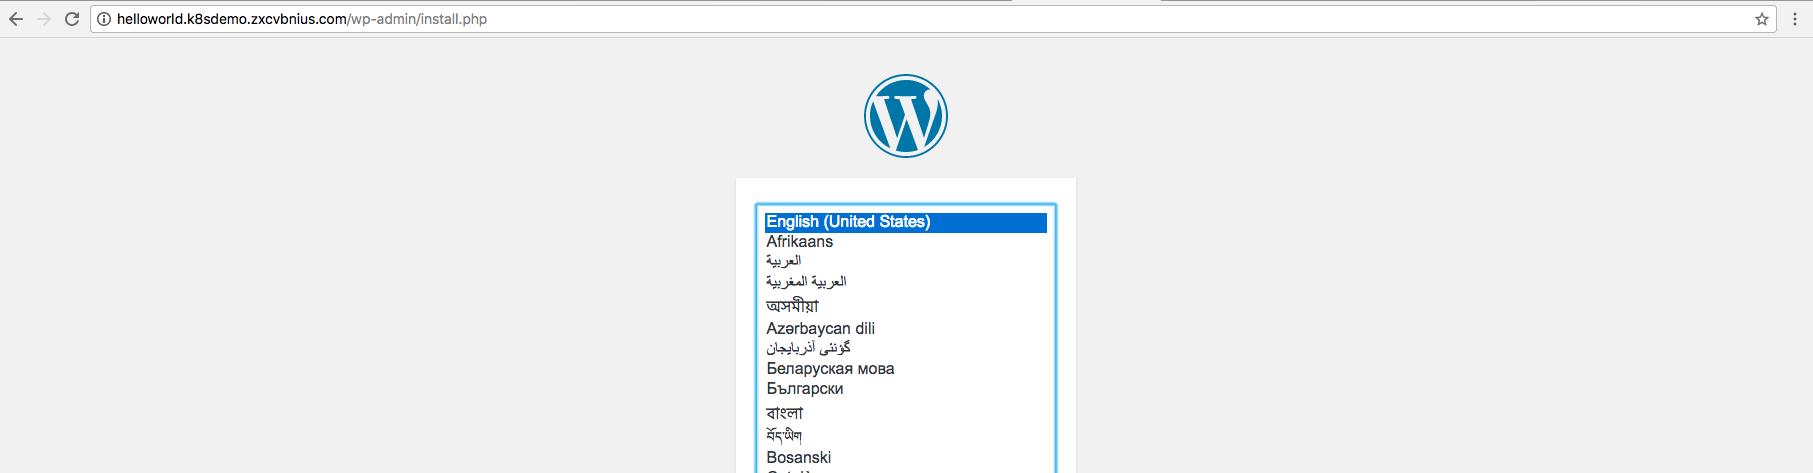 helloworld.k8sdemo.zxcvbnius.com/wp-admin/install.php
English (United States)
Afrikaans
العربية
العربية المغربية
অসমীয়া
Azərbaycan dili
گؤنئی آذربایجان
Беларуская мова
Български
বাংলা
བོད་ཡིག
Bosanski